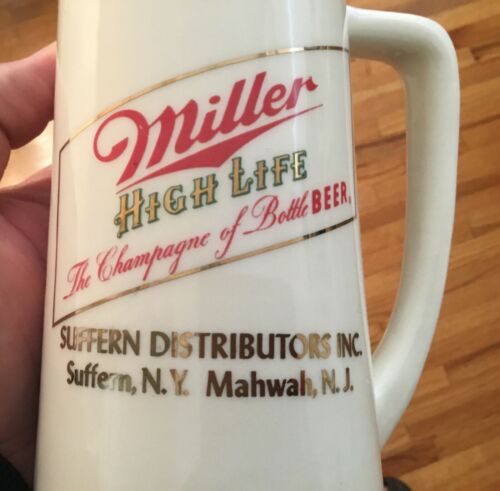 Miller
HIGH LIFE
The Champagne of Bottle BEER.
SUFFERN DISTRIBUTORS INC.
Suffern, N.Y. Mahwah, N.J.